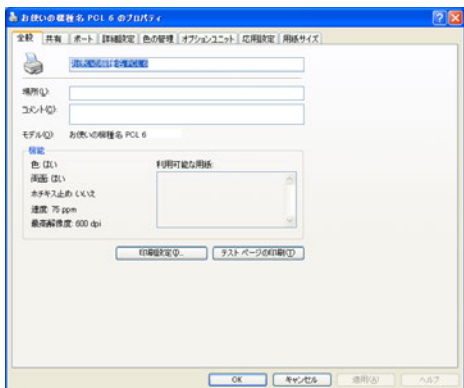 お使いの機種名 PCL 6 のプロパティ
全般 共有 ポート 詳細設定 色の管理 オプションユニット 応用設定 用紙サイズ
お使いの機種名 PCL 6
場所(L):
コメント(C):
モデル(O): お使いの機種名 PCL 6
機能
色: はい 利用可能な用紙:
両面: はい
ホチキス止め: いいえ
速度: 75 ppm
最高解像度: 600 dpi
印刷設定(I)... テスト ページの印刷(T)
OK キャンセル 適用(A) ヘルプ